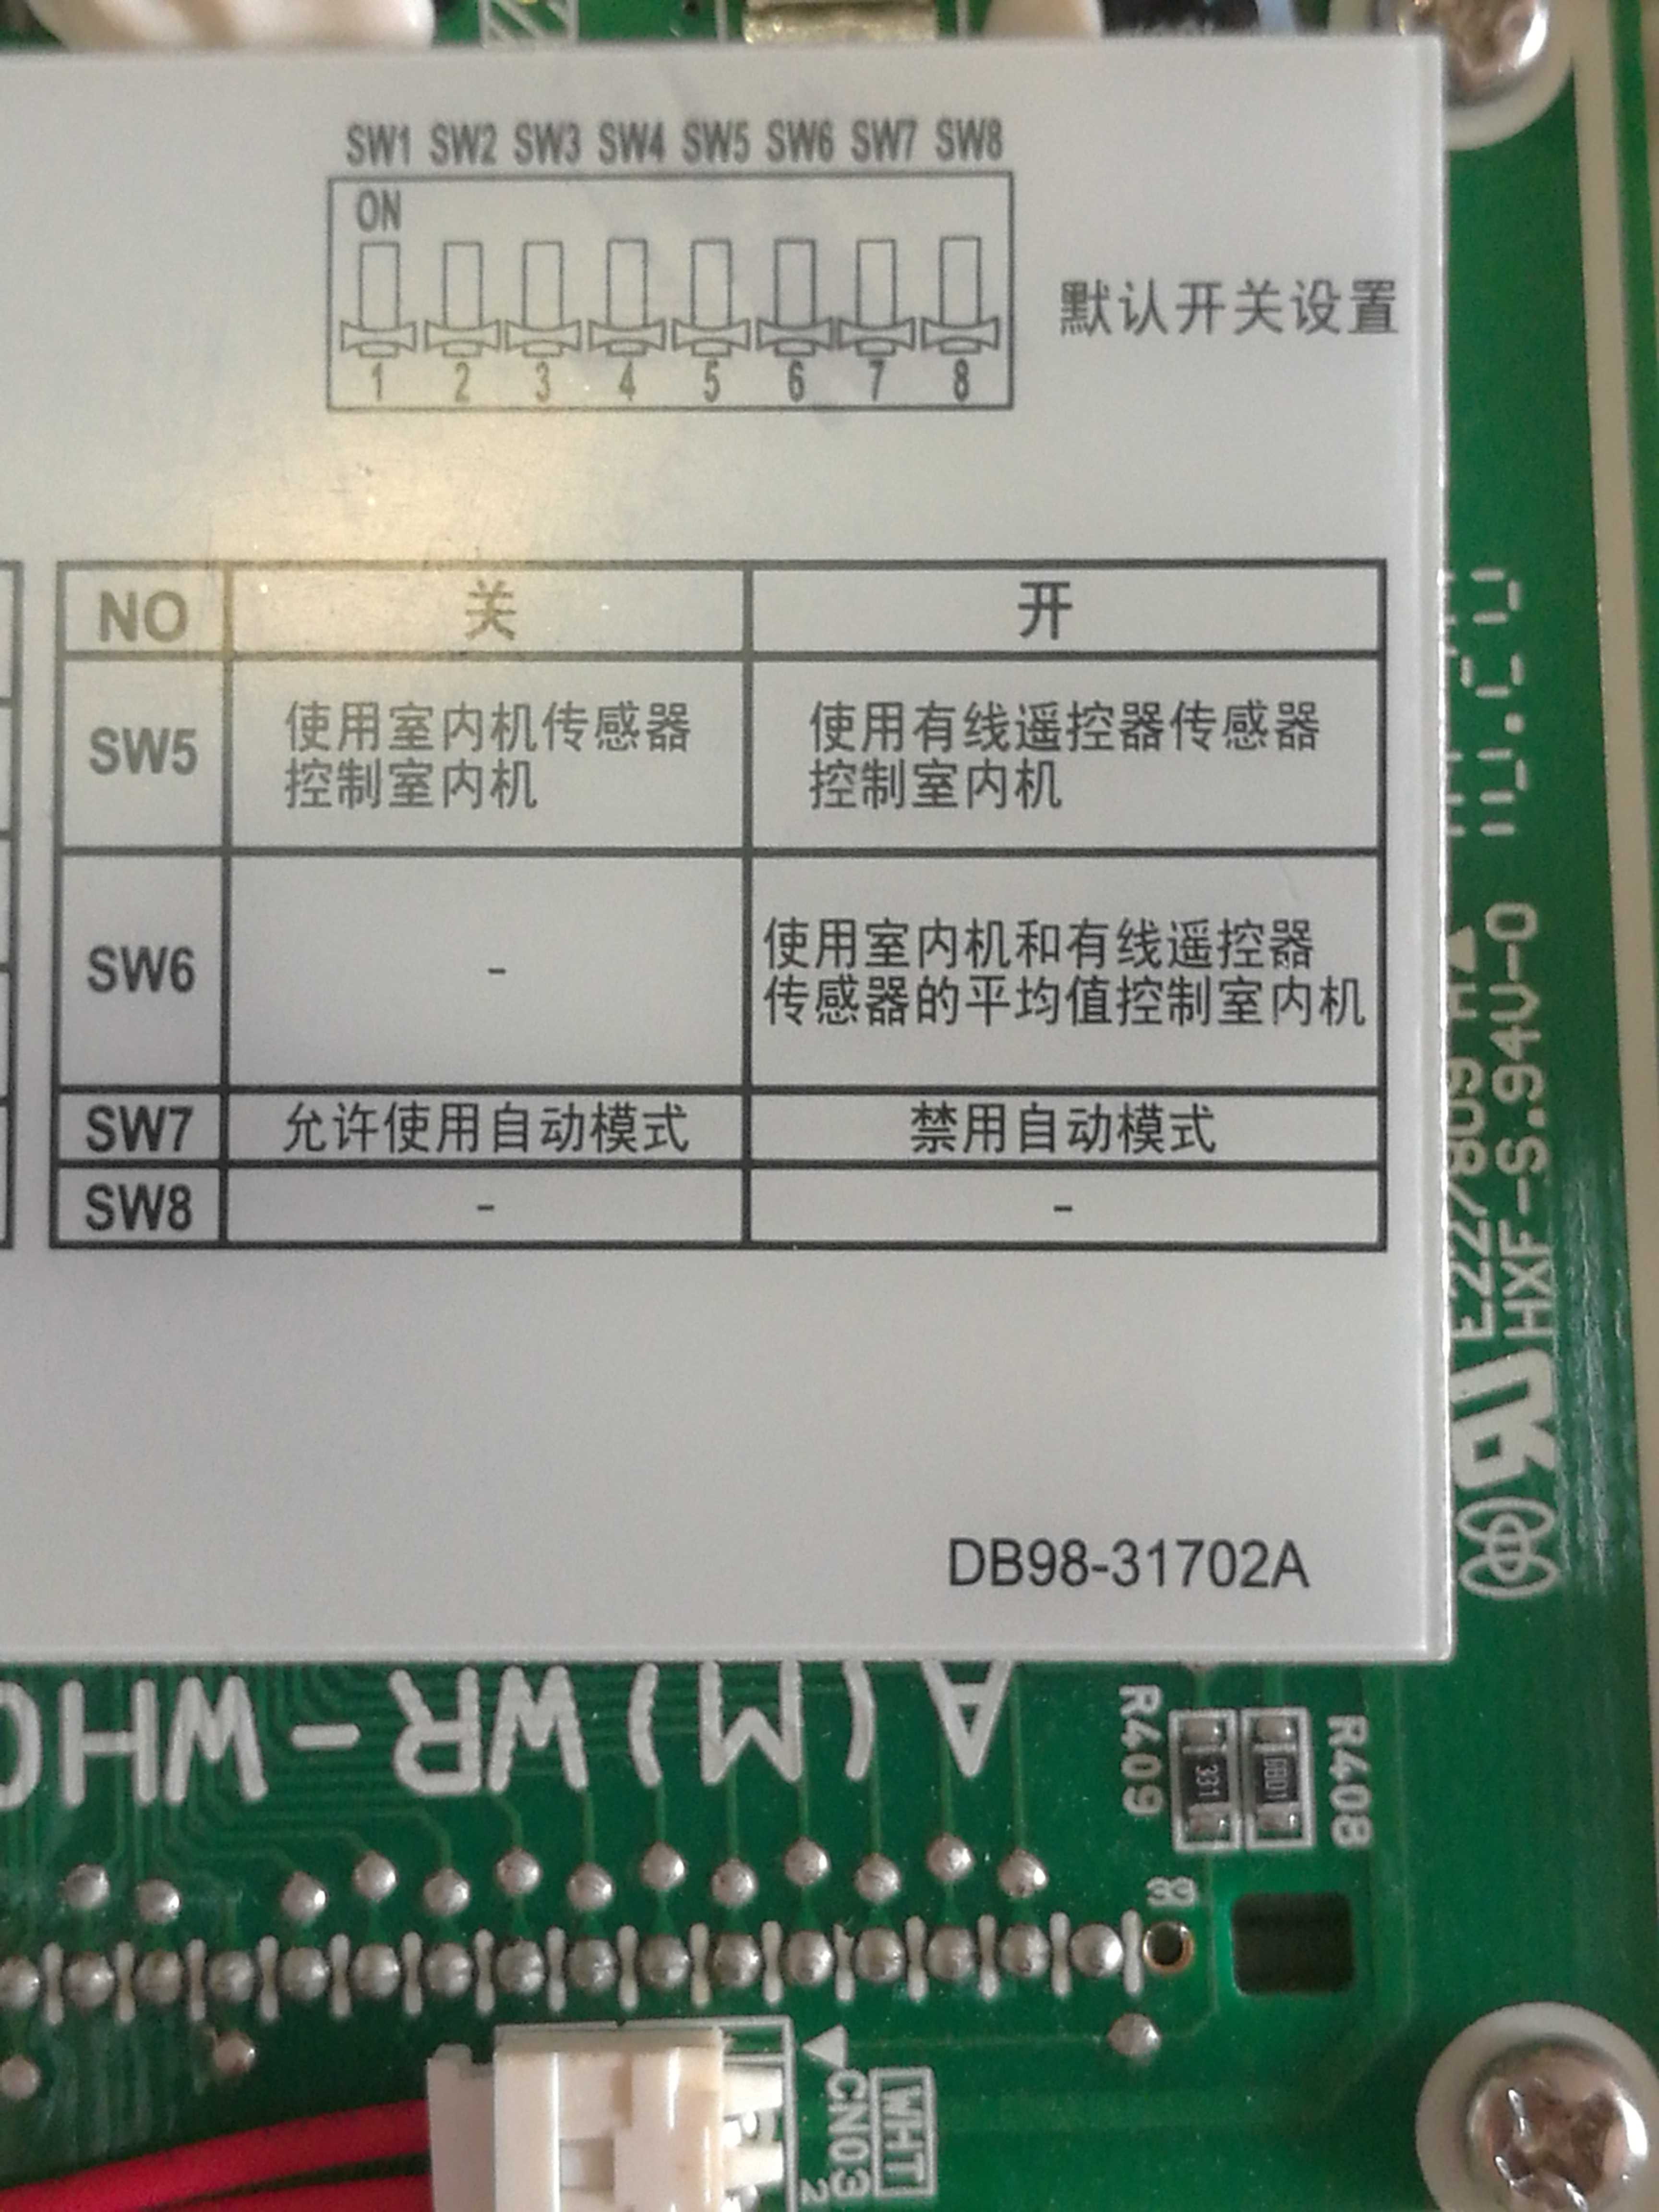 SW1 SW2 SW3 SW4 SW5 SW6 SW7 SW8
ON
1 2 3 4 5 6 7 8
默认开关设置
NO 关 开
SW5 使用室内机传感器 使用有线遥控器传感器
控制室内机 控制室内机
SW6 - 使用室内机和有线遥控器
传感器的平均值控制室内机
SW7 允许使用自动模式 禁用自动模式
SW8 - -
DB98-31702A
HXF-S.94V-0
A(M)WR-WH
R409
331
R408
33
CN03
2
WHT